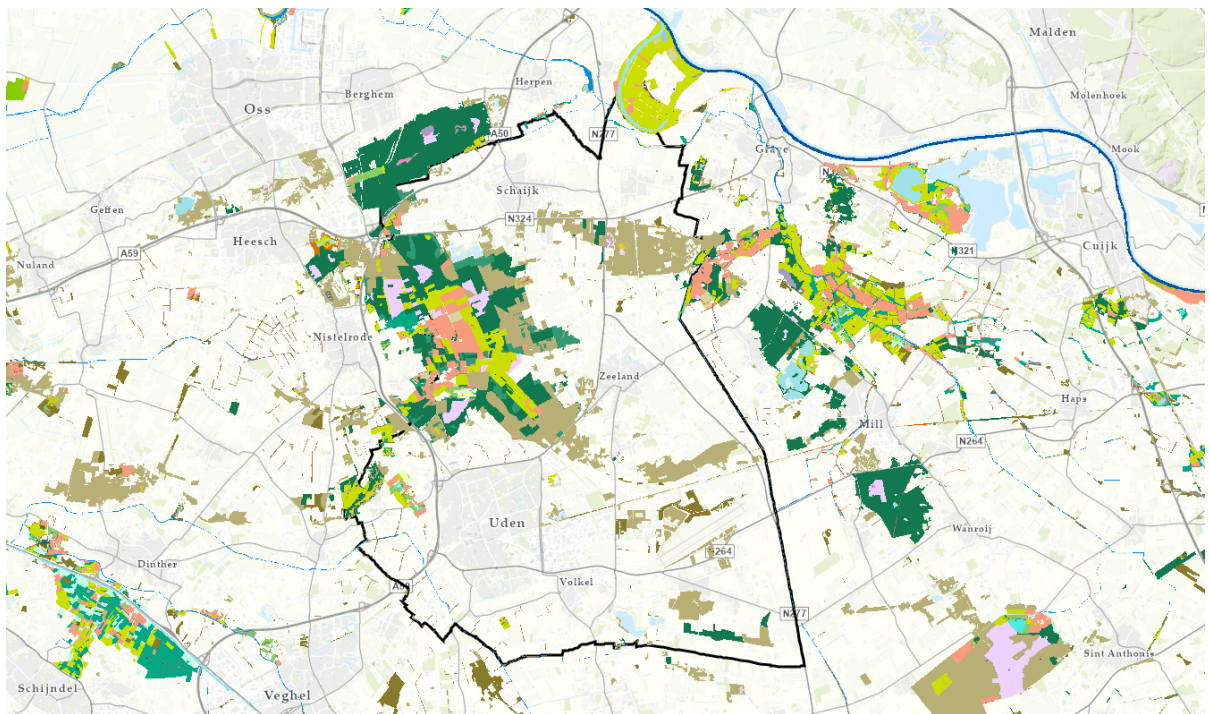 Malden
Herpen
Berghem
Molenhoek
Oss
A50
N277
Grave
Mook
Schaijk
Geffen
N324
Heesch
N321
Cuijk
A59
Nuland
Nistelrode
Zeeland
Haps
Mill
N264
Uden
Wanroij
N264
Dinther
Volkel
N277
Sint Anthonis
Schijndel
Veghel